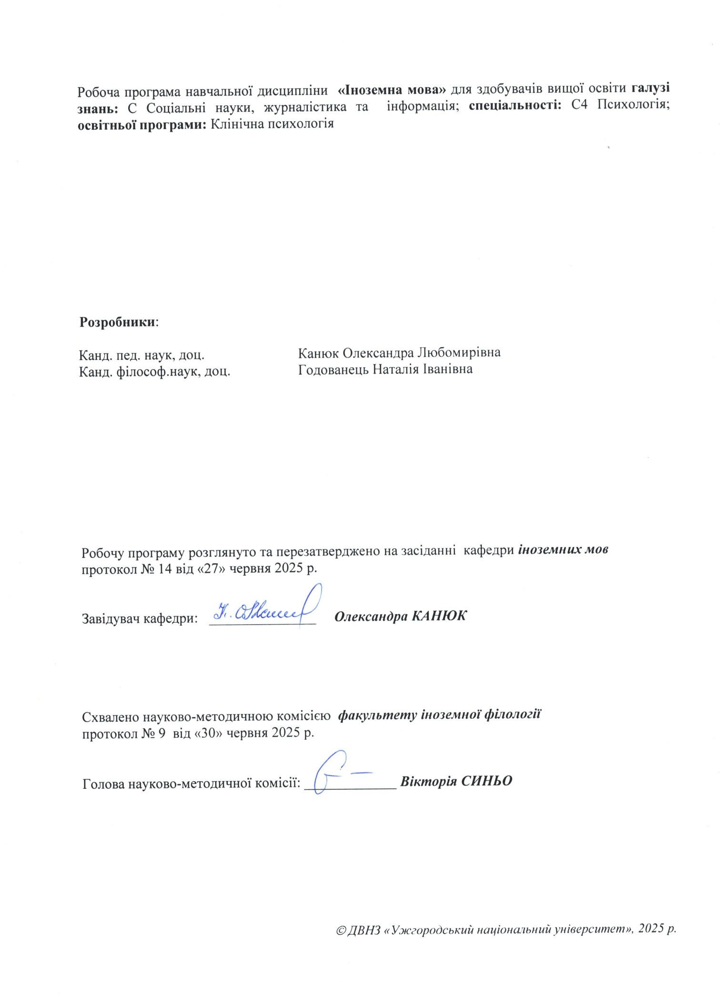 Робоча програма навчальної дисципліни «Іноземна мова» для здобувачів вищої освіти галузі
знань: С Соціальні науки, журналістика та інформація; спеціальності: С4 Психологія;
освітньої програми: Клінічна психологія
Розробники:
Канд. пед. наук, доц. Канюк Олександра Любомирівна
Канд. філософ.наук, доц. Годованець Наталія Іванівна
Робочу програму розглянуто та перезатверджено на засіданні кафедри іноземних мов
протокол № 14 від «27» червня 2025 р.
Завідувач кафедри: Олександра КАНЮК
Схвалено науково-методичною комісією факультету іноземної філології
протокол № 9 від «30» червня 2025 р.
Голова науково-методичної комісії: Вікторія СИНЬО
© ДВНЗ «Ужгородський національний університет», 2025 р.